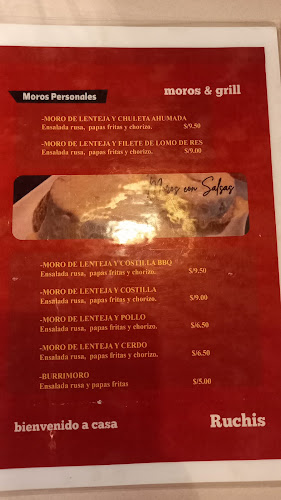 moros & grill
Moros Personales
-MORO DE LENTEJA Y CHULETA AHUMADA
Ensalada rusa, papas fritas y chorizo. S/9.50
-MORO DE LENTEJA Y FILETE DE LOMO DE RES
Ensalada rusa, papas fritas y chorizo. S/9.00
con Salsas
-MORO DE LENTEJA Y COSTILLA BBQ
Ensalada rusa, papas fritas y chorizo. S/9.50
-MORO DE LENTEJA Y COSTILLA
Ensalada rusa, papas fritas y chorizo. S/9.00
-MORO DE LENTEJA Y POLLO
Ensalada rusa, papas fritas y chorizo. S/6.50
-MORO DE LENTEJA Y CERDO
Ensalada rusa, papas fritas y chorizo, S/6.50
-BURRIMORO
Ensalada rusa y papas fritas S/5.00
bienvenido a casa
Ruchis